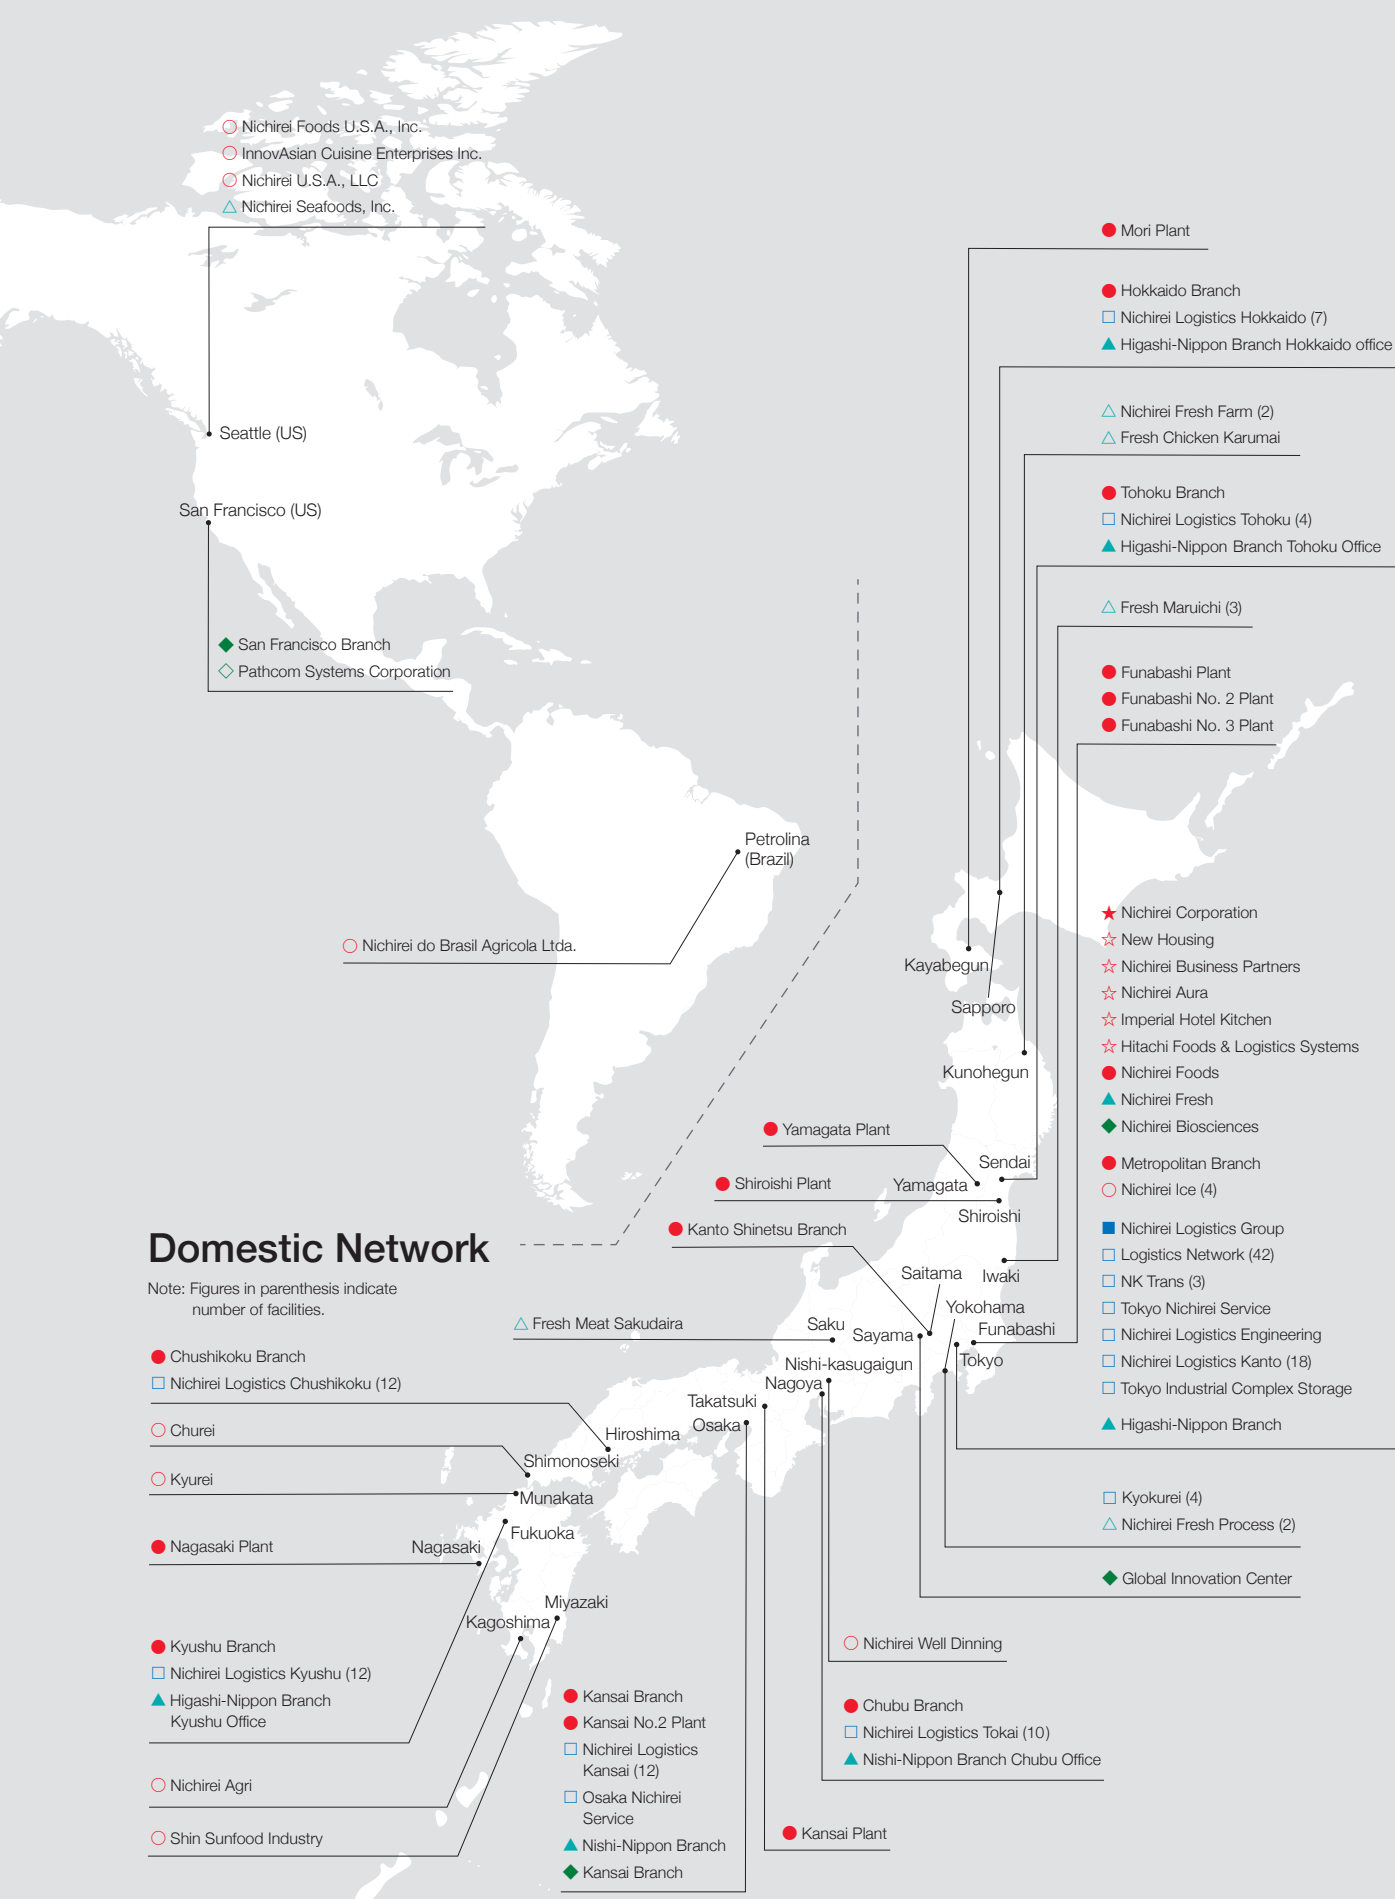 Nichirei Foods U.S.A., Inc.
InnovAsian Cuisine Enterprises Inc.
Nichirei U.S.A., LLC
Nichirei Seafoods, Inc.
Seattle (US)
San Francisco (US)
San Francisco Branch
Pathcom Systems Corporation
Petrolina
(Brazil)
Nichirei do Brasil Agricola Ltda.
Mori Plant
Hokkaido Branch
Nichirei Logistics Hokkaido (7)
Higashi-Nippon Branch Hokkaido office
Nichirei Fresh Farm (2)
Fresh Chicken Karumai
Tohoku Branch
Nichirei Logistics Tohoku (4)
Higashi-Nippon Branch Tohoku Office
Fresh Maruichi (3)
Funabashi Plant
Funabashi No. 2 Plant
Funabashi No. 3 Plant
Nichirei Corporation
New Housing
Nichirei Business Partners
Nichirei Aura
Imperial Hotel Kitchen
Hitachi Foods & Logistics Systems
Nichirei Foods
Nichirei Fresh
Nichirei Biosciences
Metropolitan Branch
Nichirei Ice (4)
Nichirei Logistics Group
Logistics Network (42)
NK Trans (3)
Tokyo Nichirei Service
Nichirei Logistics Engineering
Nichirei Logistics Kanto (18)
Tokyo Industrial Complex Storage
Higashi-Nippon Branch
Kyokurei (4)
Nichirei Fresh Process (2)
Global Innovation Center
Kayabegun
Sapporo
Kunohegun
Yamagata Plant
Sendai
Shiroishi Plant
Yamagata
Shiroishi
Kanto Shinetsu Branch
Saitama
Iwaki
Yokohama
Saku
Sayama
Funabashi
Tokyo
Nishi-kasugaigun
Nagoya
Takatsuki
Osaka
Domestic Network
Note: Figures in parenthesis indicate
number of facilities.
Fresh Meat Sakudaira
Chushikoku Branch
Nichirei Logistics Chushikoku (12)
Churei
Kyurei
Hiroshima
Shimonoseki
Munakata
Fukuoka
Nagasaki Plant
Nagasaki
Miyazaki
Kagoshima
Kyushu Branch
Nichirei Logistics Kyushu (12)
Higashi-Nippon Branch
Kyushu Office
Nichirei Agri
Shin Sunfood Industry
Kansai Branch
Kansai No.2 Plant
Nichirei Logistics
Kansai (12)
Osaka Nichirei
Service
Nishi-Nippon Branch
Kansai Branch
Nichirei Well Dinning
Chubu Branch
Nichirei Logistics Tokai (10)
Nishi-Nippon Branch Chubu Office
Kansai Plant